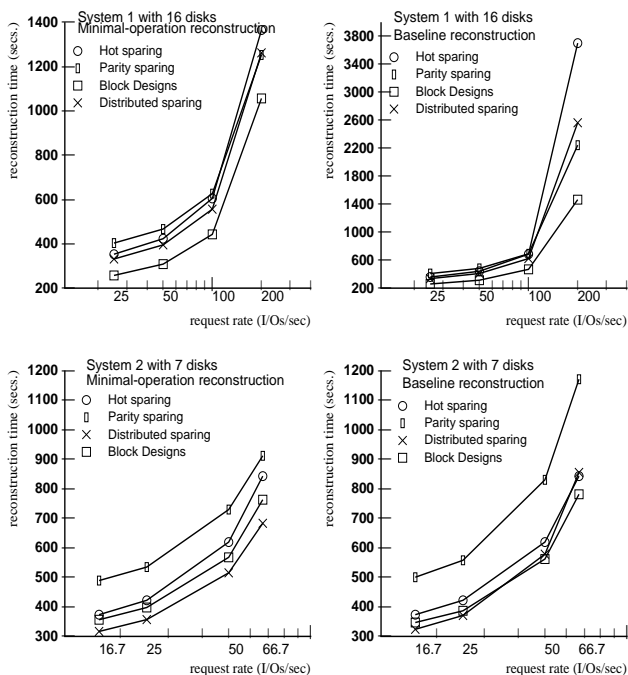 System 1 with 16 disks
Minimal-operation reconstruction
Hot sparing
Parity sparing
Block Designs
Distributed sparing
reconstruction time (secs.)
1400
1200
1000
800
600
400
200
25 50 100 200
request rate (I/Os/sec)
System 1 with 16 disks
Baseline reconstruction
Hot sparing
Parity sparing
Block Designs
Distributed sparing
reconstruction time (secs.)
3800
3400
3000
2600
2200
1800
1400
1000
600
200
25 50 100 200
request rate (I/Os/sec)
System 2 with 7 disks
Minimal-operation reconstruction
Hot sparing
Parity sparing
Distributed sparing
Block Designs
reconstruction time (secs.)
1200
1100
1000
900
800
700
600
500
400
300
16.7 25 50 66.7
request rate (I/Os/sec)
System 2 with 7 disks
Baseline reconstruction
Hot sparing
Parity sparing
Distributed sparing
Block Designs
reconstruction time (secs.)
1200
1100
1000
900
800
700
600
500
400
300
16.7 25 50 66.7
request rate (I/Os/sec)